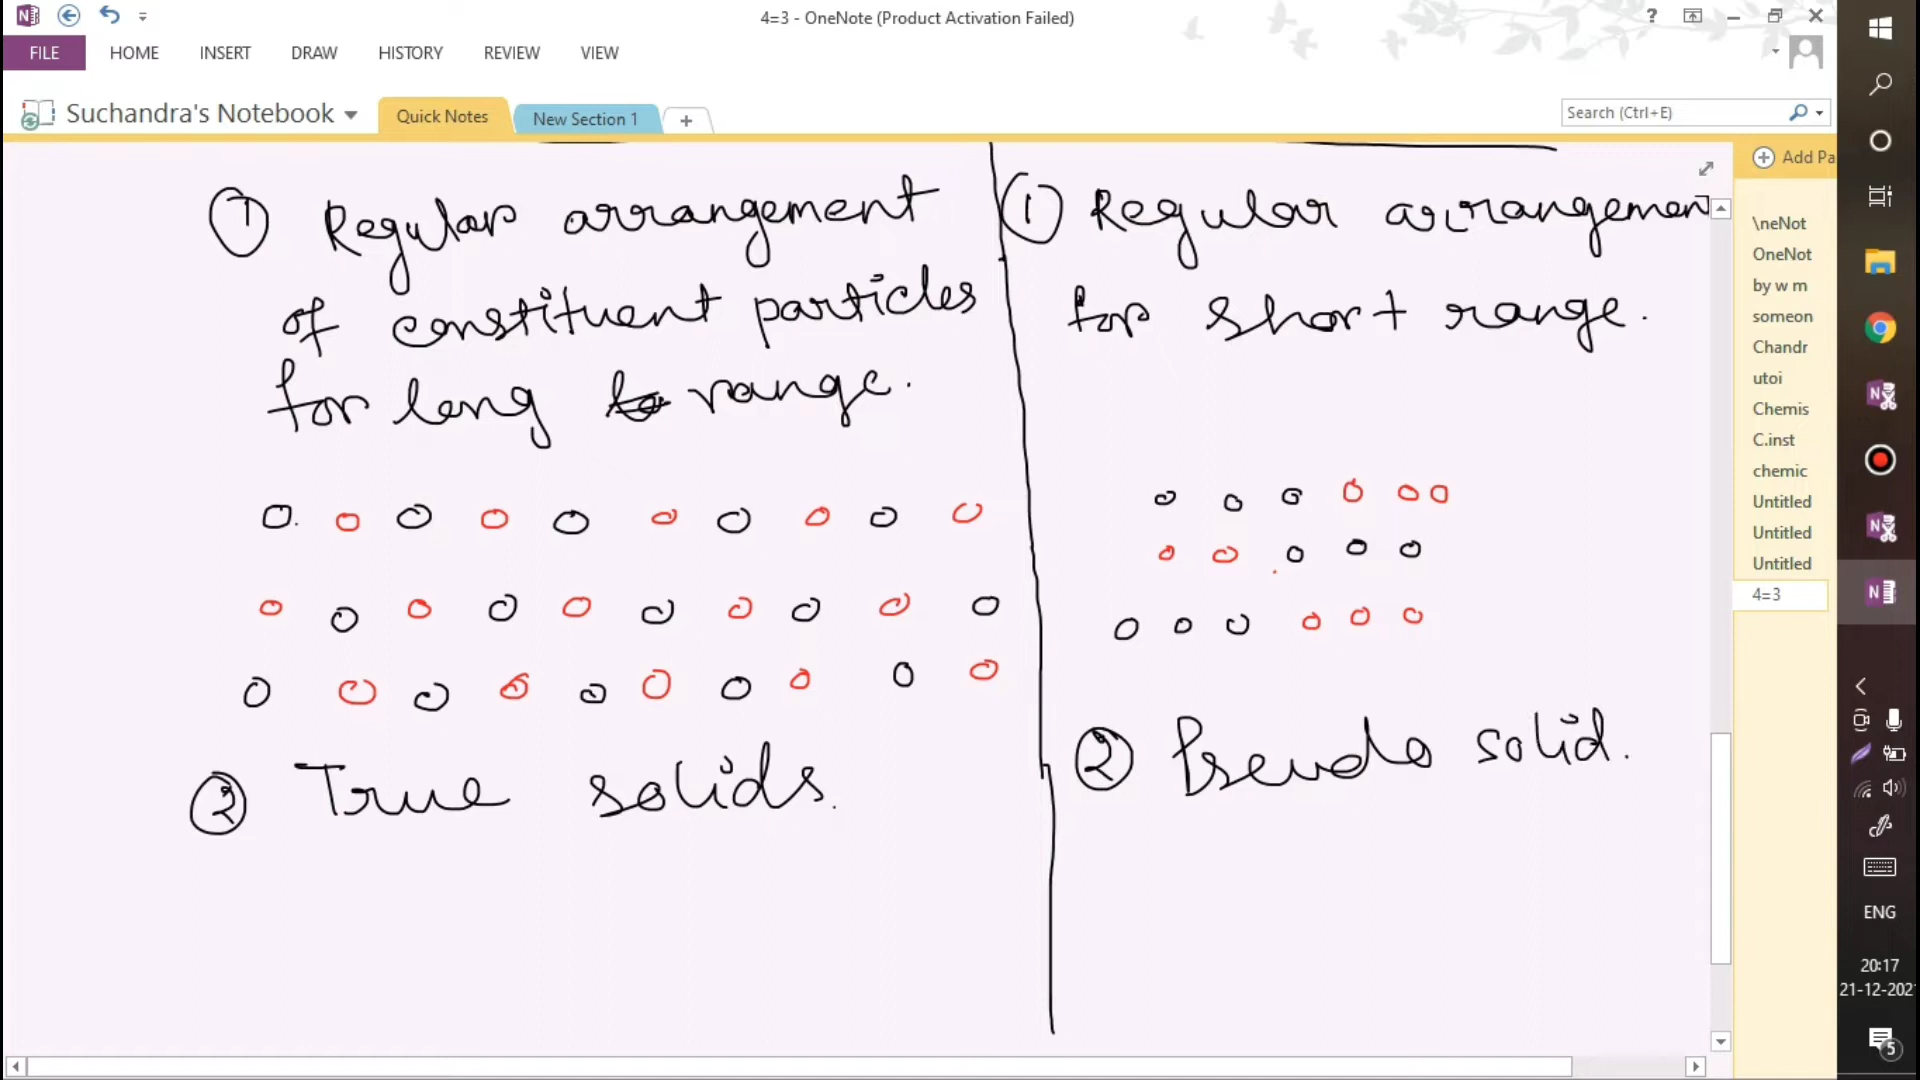 4=3 - OneNote (Product Activation Failed)
?
FILE HOME INSERT DRAW HISTORY REVIEW VIEW
Suchandra's Notebook
Quick Notes
New Section 1
+
Search (Ctrl+E)
Add Pa
① Regular arrangement
of constituent particles
for long range.
② True solids.
① Regular arrangement
for short range.
② Pseudo solid.
\neNot
OneNot
by w m
someon
Chandr
utoi
Chemis
C.inst
chemic
Untitled
Untitled
Untitled
4=3
ENG
20:17
21-12-202
5